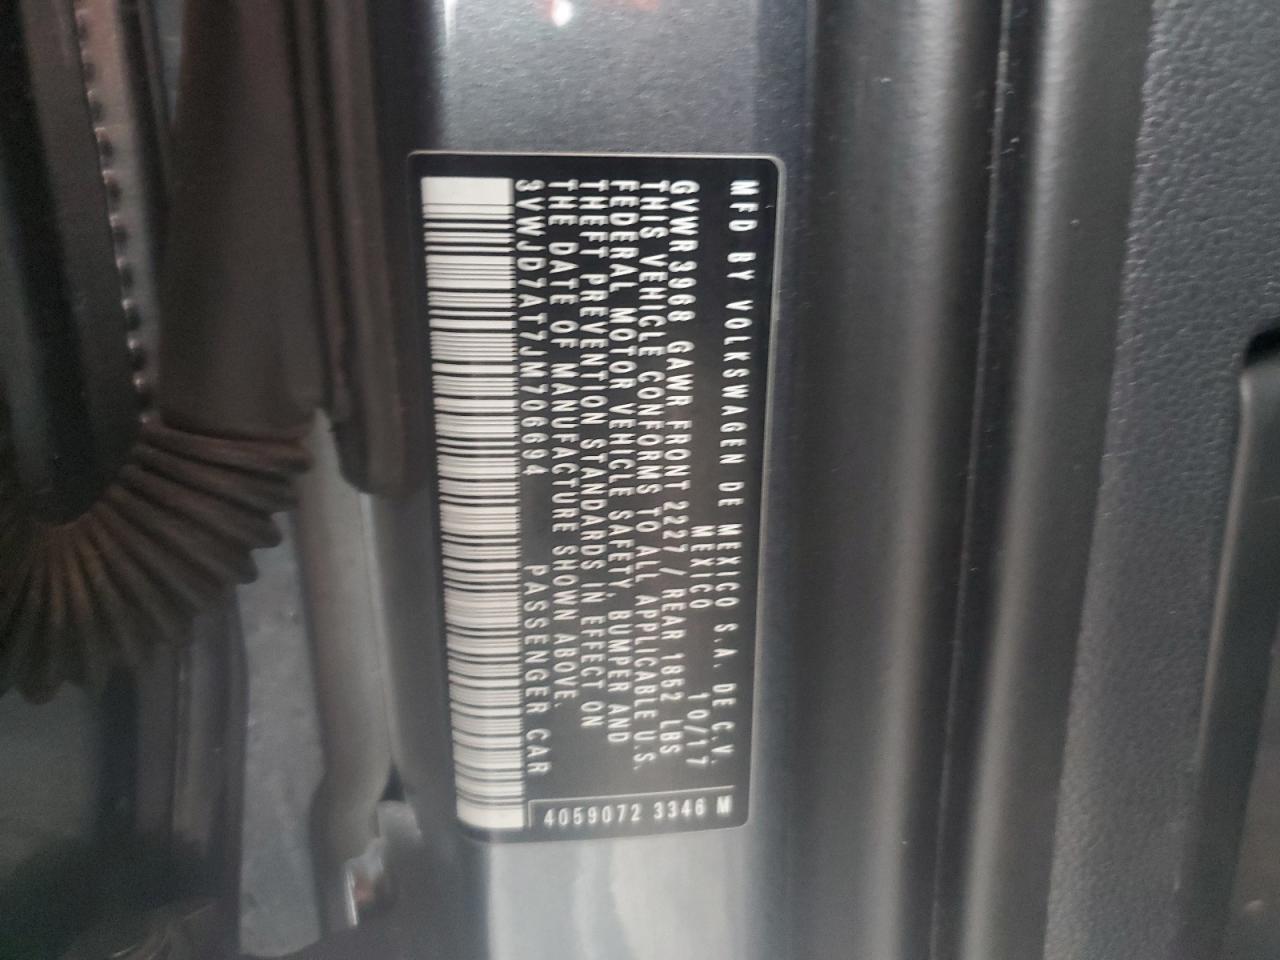 MFD BY VOLKSWAGEN DE MEXICO S.A. DE C.V.
MEXICO 10/17
GVWR3968 GAWR FRONT 2227 / REAR 1852 LBS
THIS VEHICLE CONFORMS TO ALL APPLICABLE U.S.
FEDERAL MOTOR VEHICLE SAFETY, BUMPER AND
THEFT PREVENTION STANDARDS IN EFFECT ON
THE DATE OF MANUFACTURE SHOWN ABOVE.
3VWJD7AT7JM706694 PASSENGER CAR
4059072 3346 M